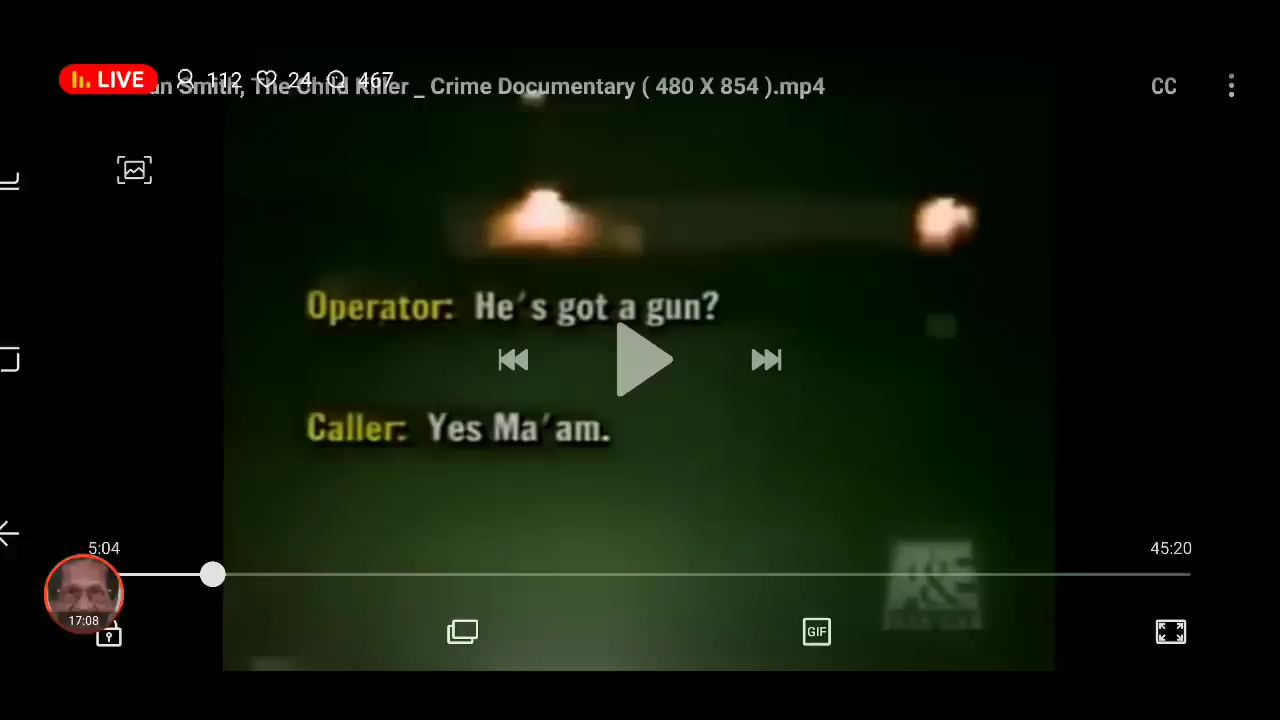 LIVE 112 24 467
an Smith, The Child Killer _ Crime Documentary ( 480 X 854 ).mp4 CC
Operator: He's got a gun?
Caller: Yes Ma'am.
5:04 45:20
A&E
17:08
GIF